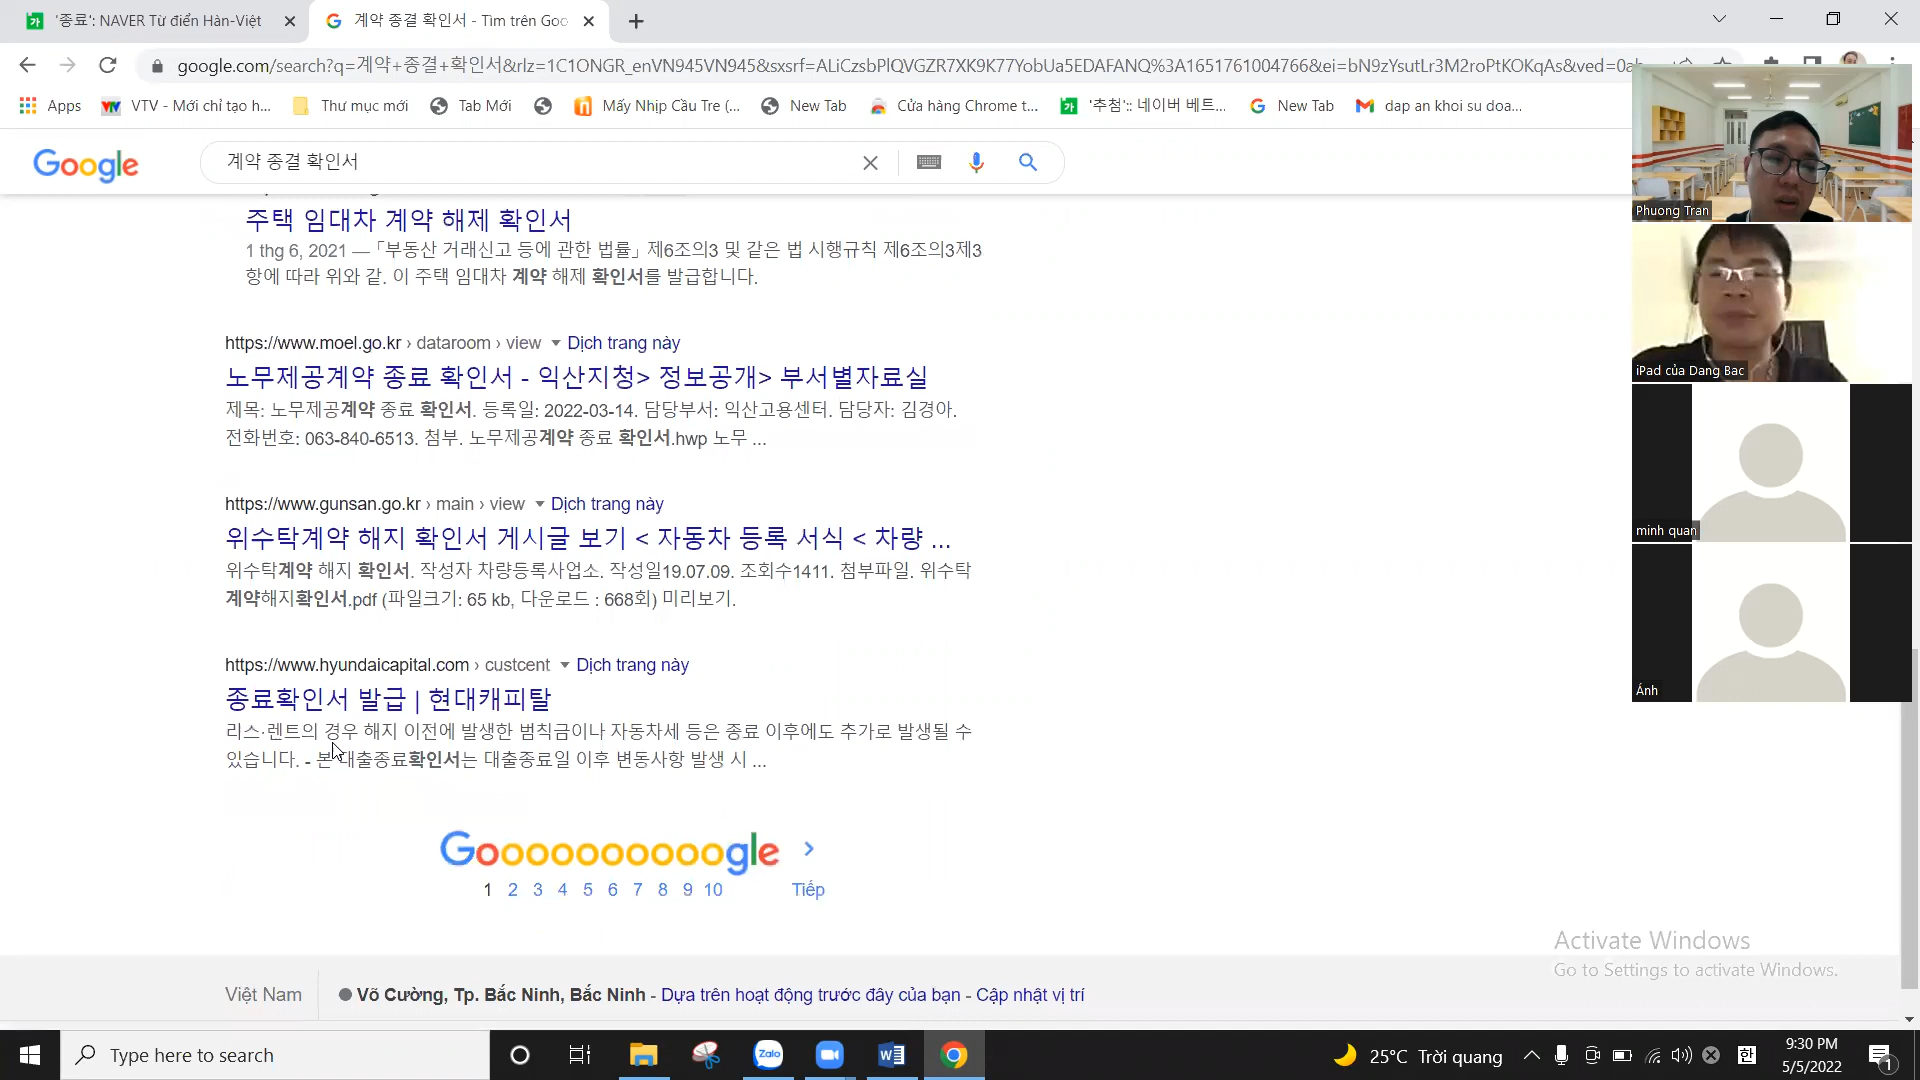 '종료': NAVER Từ điển Hàn-Việt
계약 종결 확인서 - Tìm trên Goo
google.com/search?q=계약+종결+확인서&rlz=1C1ONGR_enVN945VN945&sxsrf=ALiCzsbPlQVGZR7XK9K77YobUa5EDAFANQ%3A1651761004766&ei=bN9zYsutLr3M2roPtKOKqAs&ved=0ah
Apps
VTV - Mới chỉ tạo h...
Thư mục mới
Tab Mới
Mấy Nhịp Cầu Tre (...
New Tab
Cửa hàng Chrome t...
'추첨':: 네이버 베트...
New Tab
dap an khoi su doa...
Google
계약 종결 확인서
주택 임대차 계약 해제 확인서
1 thg 6, 2021 — 「부동산 거래신고 등에 관한 법률」 제6조의3 및 같은 법 시행규칙 제6조의3제3
항에 따라 위와 같. 이 주택 임대차 계약 해제 확인서를 발급합니다.
https://www.moel.go.kr › dataroom › view Dịch trang này
노무제공계약 종료 확인서 - 익산지청> 정보공개> 부서별자료실
제목: 노무제공계약 종료 확인서. 등록일: 2022-03-14. 담당부서: 익산고용센터. 담당자: 김경아.
전화번호: 063-840-6513. 첨부. 노무제공계약 종료 확인서.hwp 노무 ...
https://www.gunsan.go.kr › main › view Dịch trang này
위수탁계약 해지 확인서 게시글 보기 < 자동차 등록 서식 < 차량 ...
위수탁계약 해지 확인서. 작성자 차량등록사업소. 작성일19.07.09. 조회수1411. 첨부파일. 위수탁
계약해지확인서.pdf (파일크기: 65 kb, 다운로드 : 668회) 미리보기.
https://www.hyundaicapital.com › custcent Dịch trang này
종료확인서 발급 | 현대캐피탈
리스·렌트의 경우 해지 이전에 발생한 범칙금이나 자동차세 등은 종료 이후에도 추가로 발생될 수
있습니다. - 본 대출종료확인서는 대출종료일 이후 변동사항 발생 시 ...
Goooooooooogle
1 2 3 4 5 6 7 8 9 10 Tiếp
Việt Nam
Võ Cường, Tp. Bắc Ninh, Bắc Ninh - Dựa trên hoạt động trước đây của bạn - Cập nhật vị trí
Phuong Tran
iPad của Dang Bac
minh quan
Ánh
Activate Windows
Go to Settings to activate Windows.
Type here to search
Zalo
25°C Trời quang
한
9:30 PM
5/5/2022
1